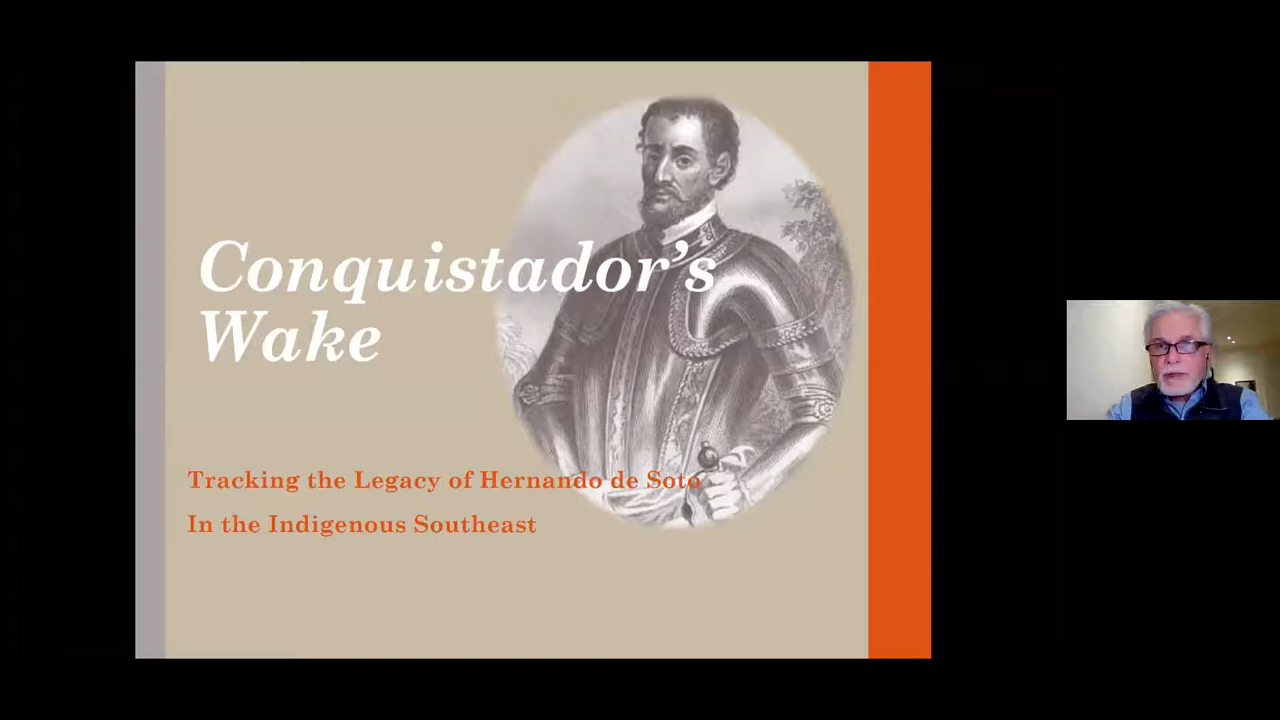 Conquistador’s
Wake
Tracking the Legacy of Hernando de Soto
In the Indigenous Southeast